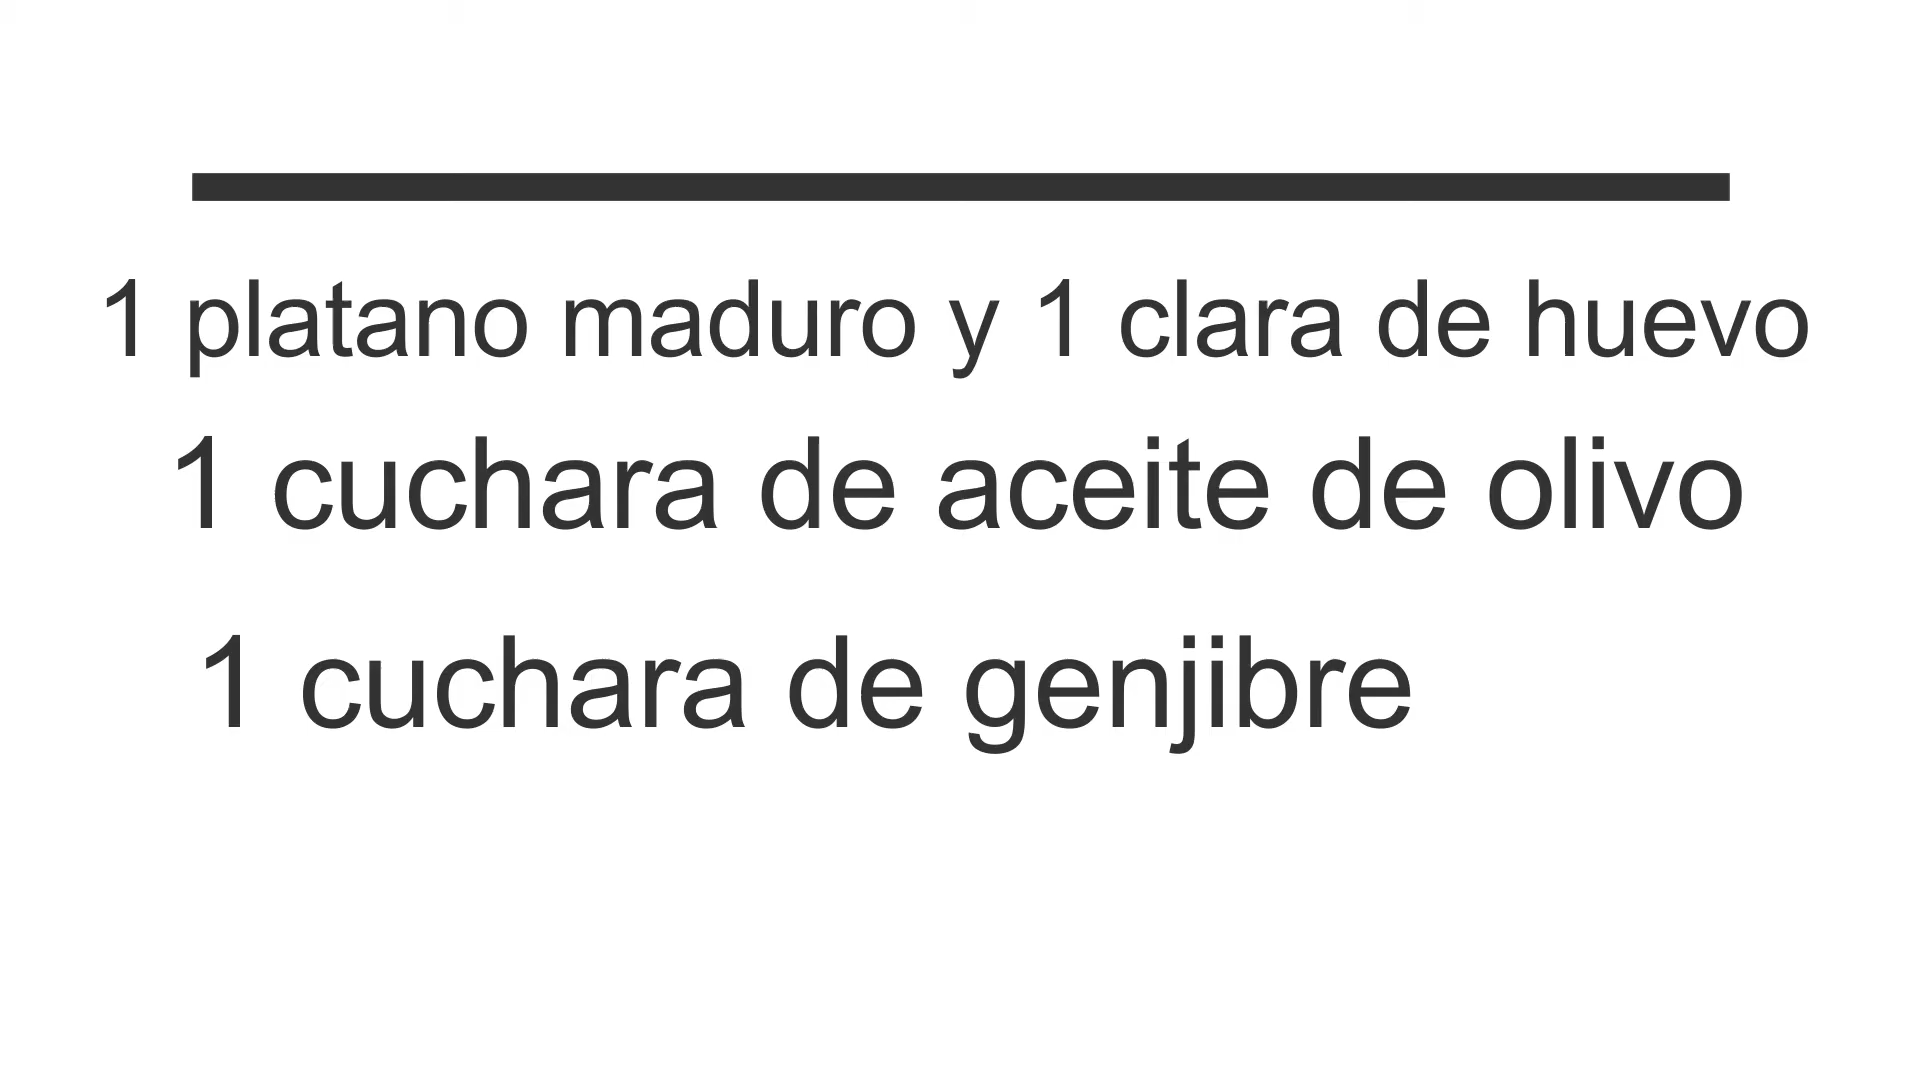 1 platano maduro y 1 clara de huevo
1 cuchara de aceite de olivo
1 cuchara de genjibre